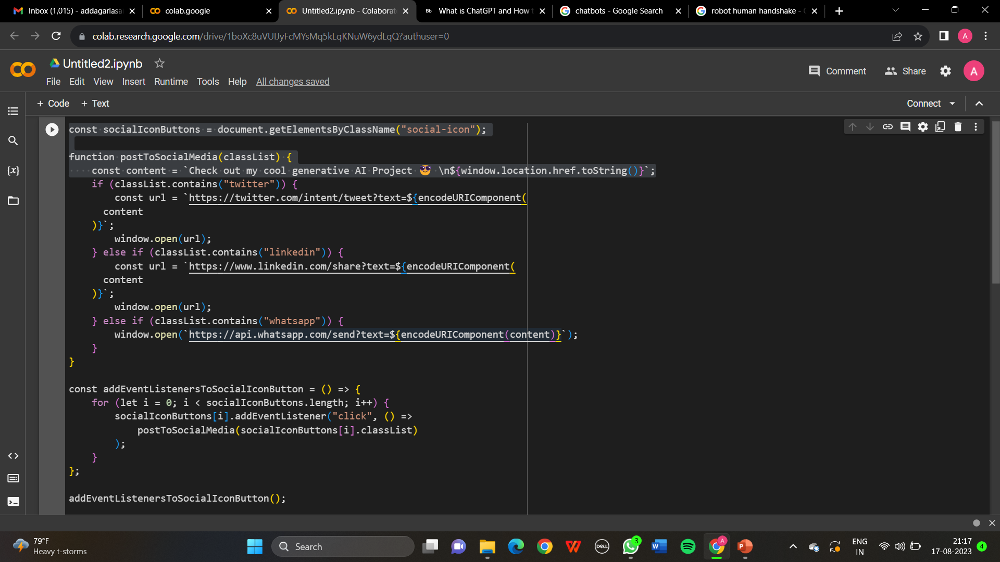 Inbox (1,015) - addagarlasai
colab.google
Untitled2.ipynb - Colaborat
Bb What is ChatGPT and How t
chatbots - Google Search
robot human handshake - G
colab.research.google.com/drive/1boXc8uVUIJyFcMYsMq5kLqKNuW6ydLqQ?authuser=0
A
Untitled2.ipynb
File Edit View Insert Runtime Tools Help All changes saved
Comment Share A
+ Code + Text
Connect
const socialIconButtons = document.getElementsByClassName("social-icon");
function postToSocialMedia(classList) {
const content = `Check out my cool generative AI Project 😎 \n${window.location.href.toString()}`;
if (classList.contains("twitter")) {
const url = `https://twitter.com/intent/tweet?text=${encodeURIComponent(
content
)}`;
window.open(url);
} else if (classList.contains("linkedin")) {
const url = `https://www.linkedin.com/share?text=${encodeURIComponent(
content
)}`;
window.open(url);
} else if (classList.contains("whatsapp")) {
window.open(`https://api.whatsapp.com/send?text=${encodeURIComponent(content)}`);
}
}
const addEventListenersToSocialIconButton = () => {
for (let i = 0; i < socialIconButtons.length; i++) {
socialIconButtons[i].addEventListener("click", () =>
postToSocialMedia(socialIconButtons[i].classList)
);
}
};
addEventListenersToSocialIconButton();
{x}
79°F
Heavy t-storms
Search
DELL
3
W
A
P
ENG
IN
21:17
17-08-2023
4